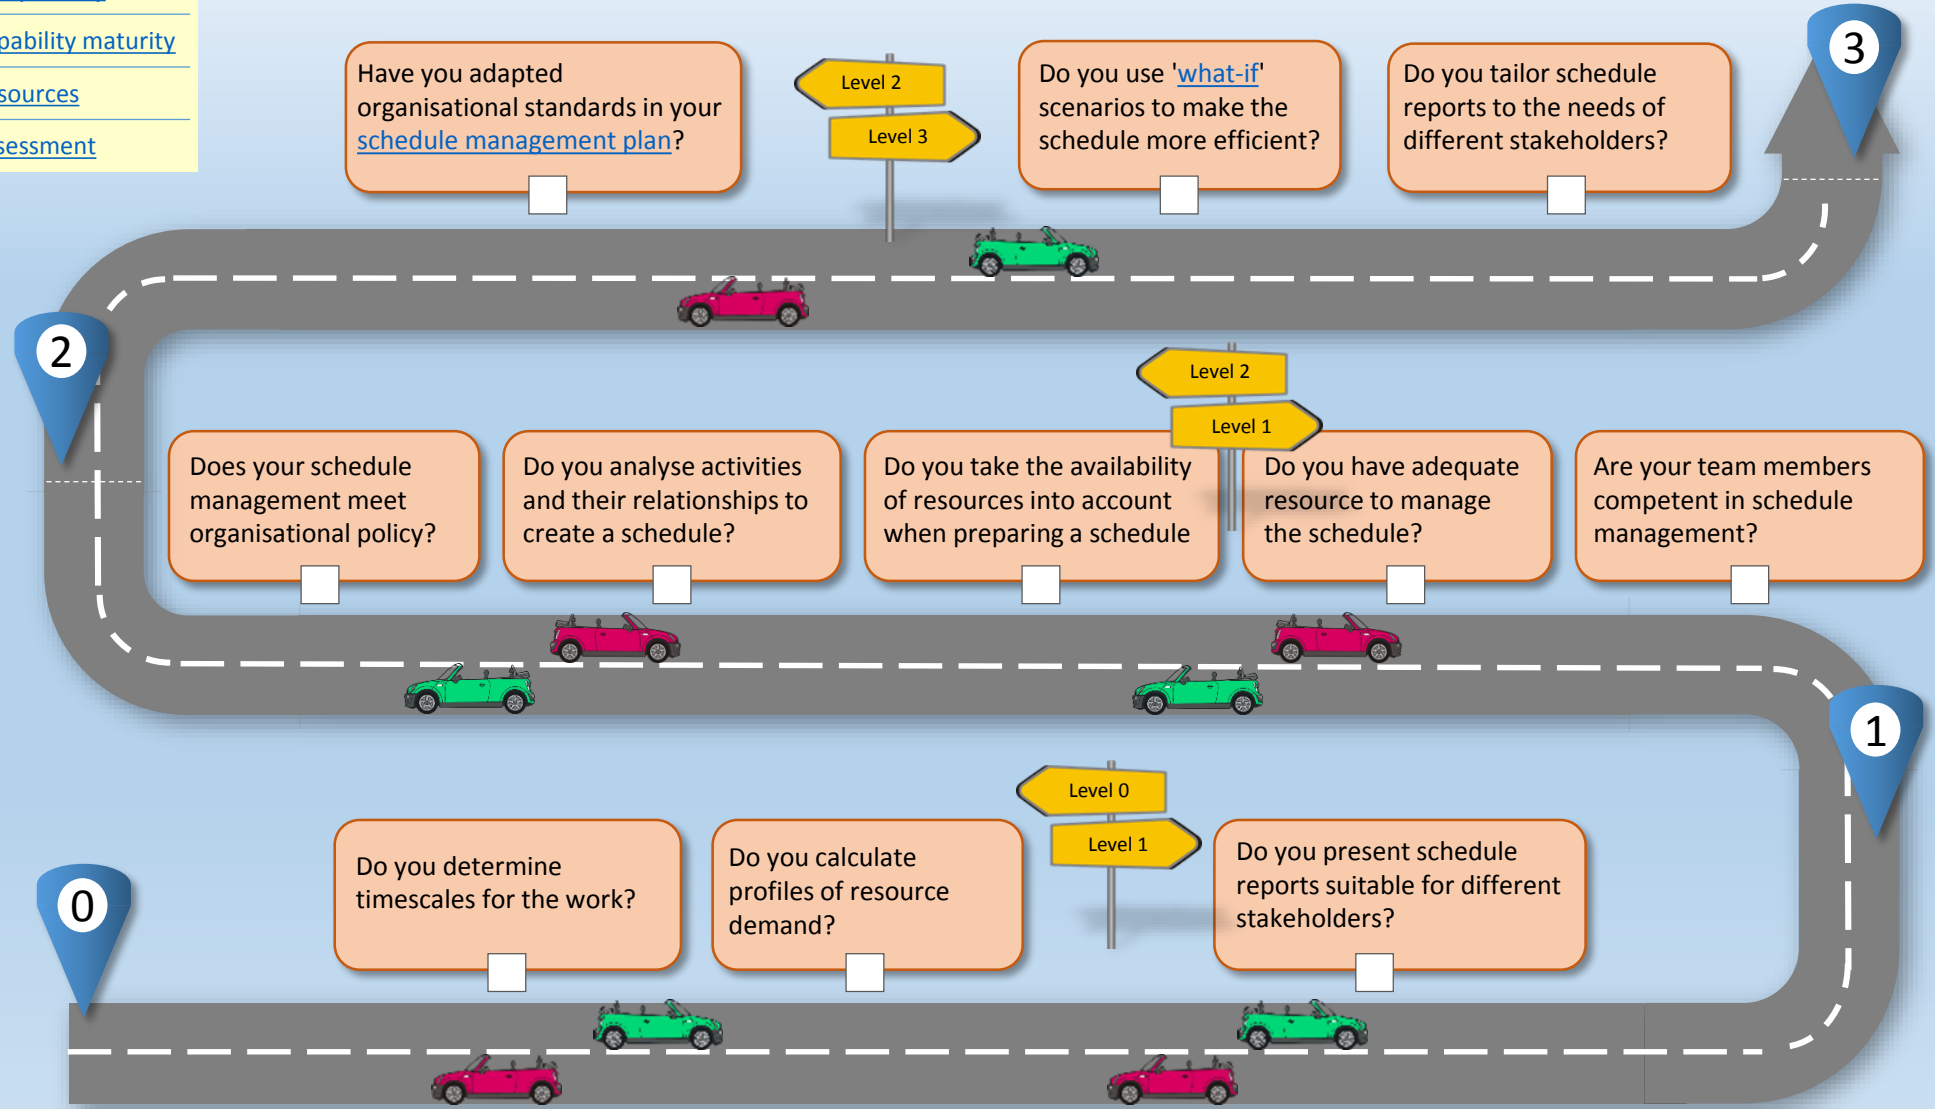 pability maturity
sources
sessment
3
Have you adapted
organisational standards in your
schedule management plan?
Level 2
Level 3
Do you use 'what-if'
scenarios to make the
schedule more efficient?
Do you tailor schedule
reports to the needs of
different stakeholders?
2
Level 2
Level 1
Does your schedule
management meet
organisational policy?
Do you analyse activities
and their relationships to
create a schedule?
Do you take the availability
of resources into account
when preparing a schedule
Do you have adequate
resource to manage
the schedule?
Are your team members
competent in schedule
management?
1
Level 0
Level 1
0
Do you determine
timescales for the work?
Do you calculate
profiles of resource
demand?
Do you present schedule
reports suitable for different
stakeholders?